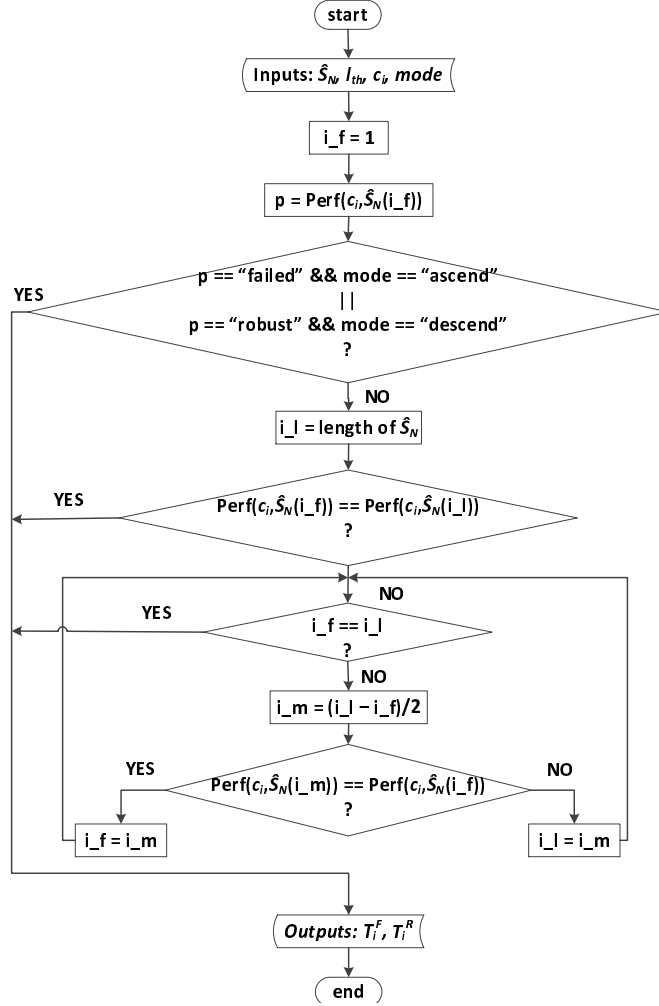 start
Inputs: Ŝ_N, l_th, c_i, mode
i_f = 1
p = Perf(c_i,Ŝ_N(i_f))
p == “failed” && mode == “ascend”
||
p == “robust” && mode == “descend”
?
YES
NO
i_l = length of Ŝ_N
YES
Perf(c_i,Ŝ_N(i_f)) == Perf(c_i,Ŝ_N(i_l))
?
NO
YES
i_f == i_l
?
NO
i_m = (i_l – i_f)/2
YES
Perf(c_i,Ŝ_N(i_m)) == Perf(c_i,Ŝ_N(i_f))
?
NO
i_f = i_m
i_l = i_m
Outputs: T_i^F, T_i^R
end